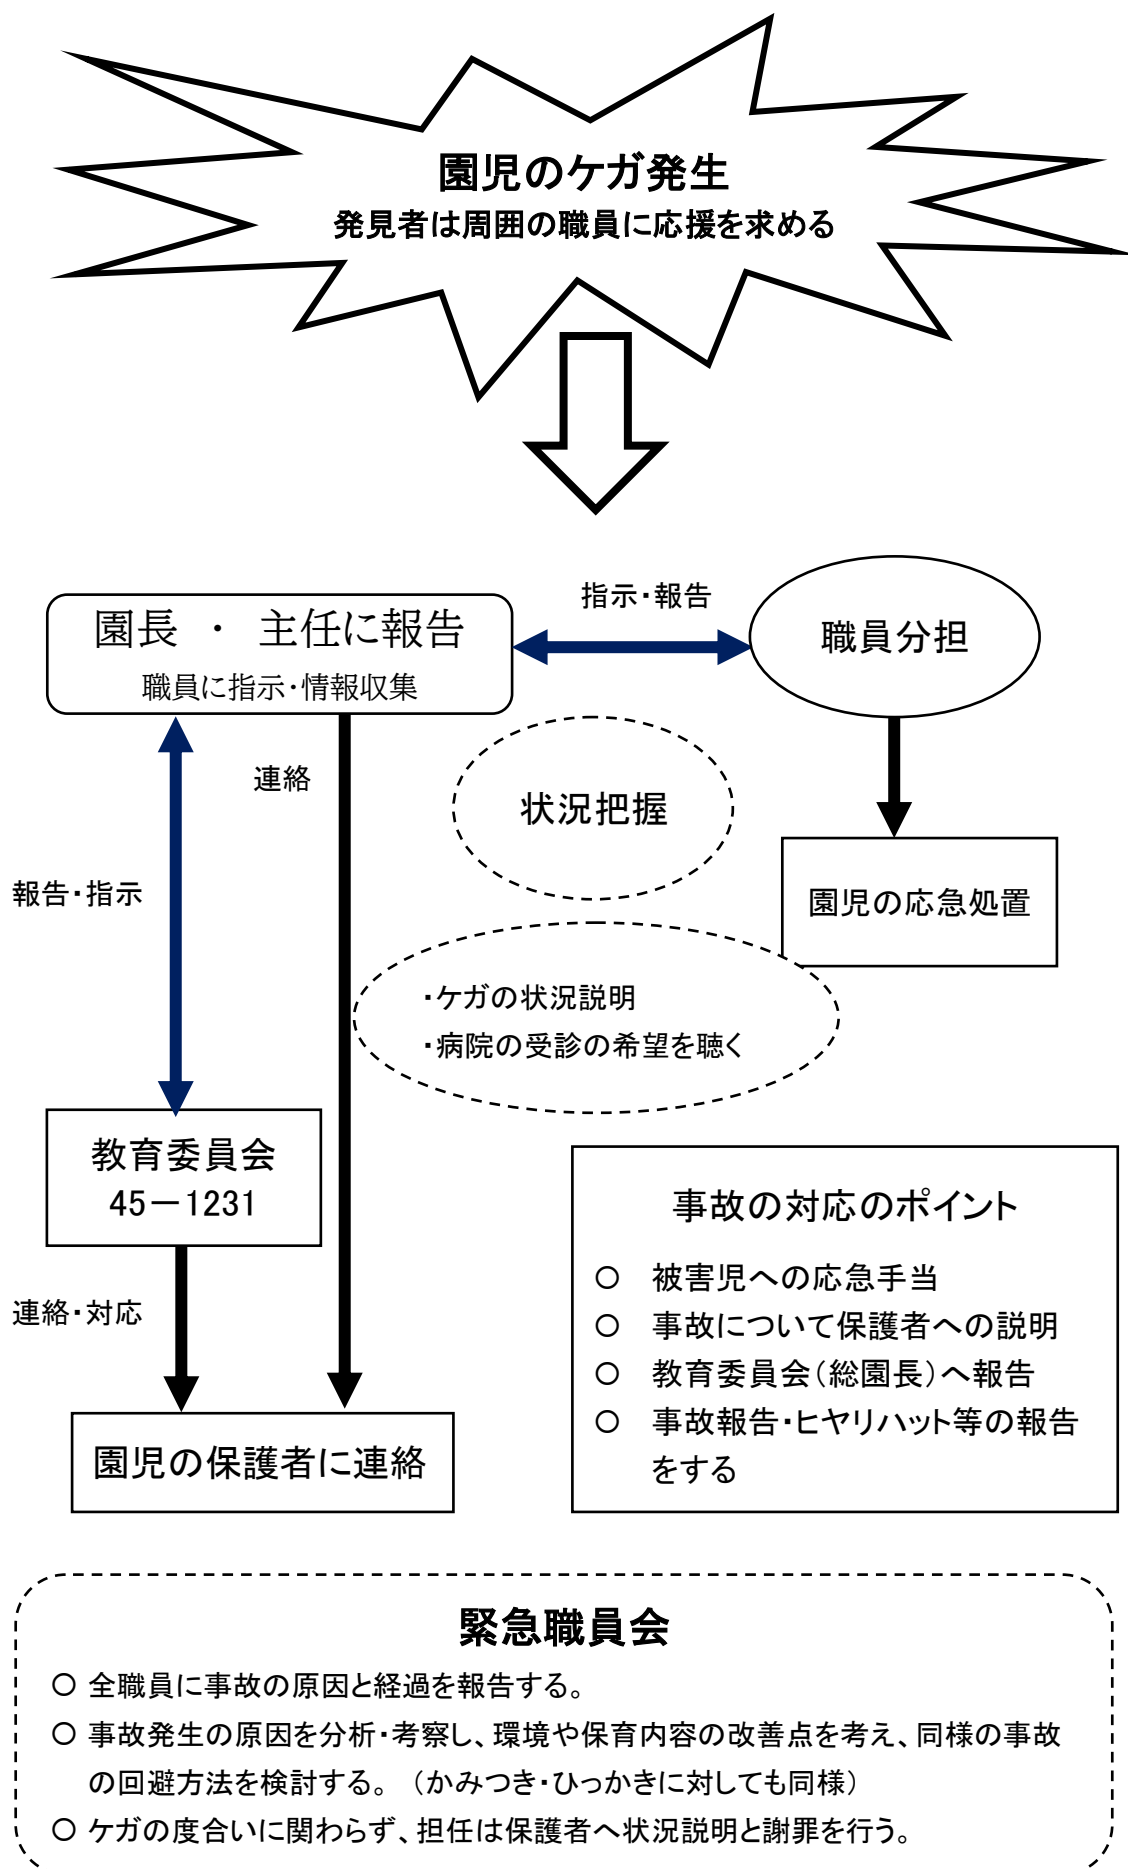 園児のケガ発生
発見者は周囲の職員に応援を求める
指示・報告
園長 ・ 主任に報告
職員に指示・情報収集
職員分担
連絡
状況把握
報告・指示
園児の応急処置
・ケガの状況説明
・病院の受診の希望を聴く
教育委員会
45－1231
連絡・対応
園児の保護者に連絡
事故の対応のポイント
○ 被害児への応急手当
○ 事故について保護者への説明
○ 教育委員会（総園長）へ報告
○ 事故報告・ヒヤリハット等の報告
をする
緊急職員会
○ 全職員に事故の原因と経過を報告する。
○ 事故発生の原因を分析・考察し、環境や保育内容の改善点を考え、同様の事故
の回避方法を検討する。（かみつき・ひっかきに対しても同様）
○ ケガの度合いに関わらず、担任は保護者へ状況説明と謝罪を行う。